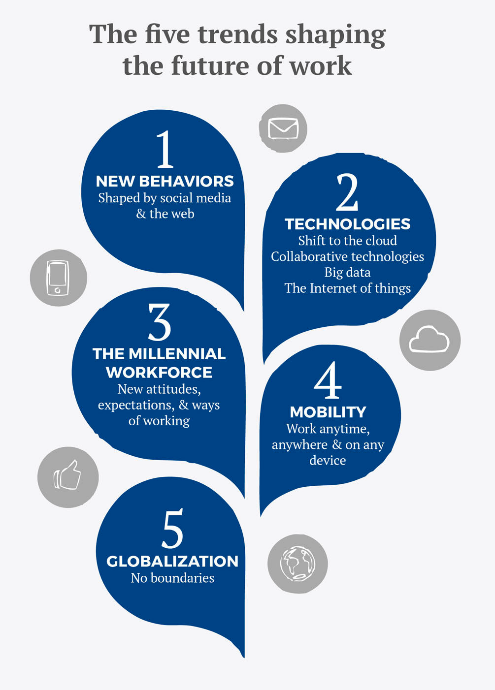 The five trends shaping
the future of work
1
NEW BEHAVIORS
Shaped by social media
& the web
2
TECHNOLOGIES
Shift to the cloud
Collaborative technologies
Big data
The Internet of things
3
THE MILLENNIAL
WORKFORCE
New attitudes,
expectations, & ways
of working
4
MOBILITY
Work anytime,
anywhere & on any
device
5
GLOBALIZATION
No boundaries